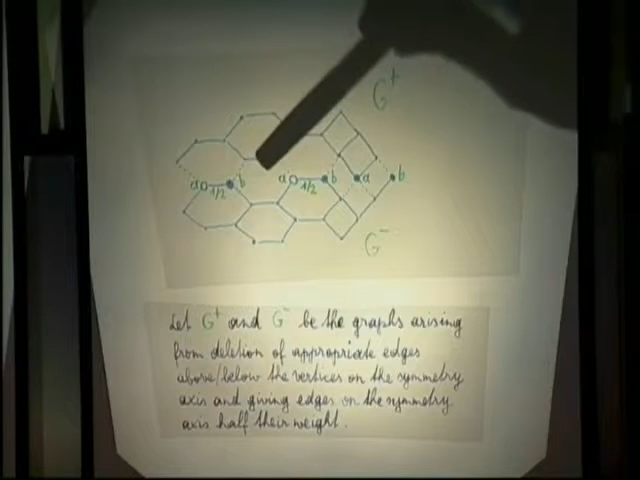 G⁺
a 1/2 b a 1/2 b a b
G⁻
Let G⁺ and G⁻ be the graphs arising
from deletion of appropriate edges
above/below the vertices on the symmetry
axis and giving edges on the symmetry
axis half their weight.